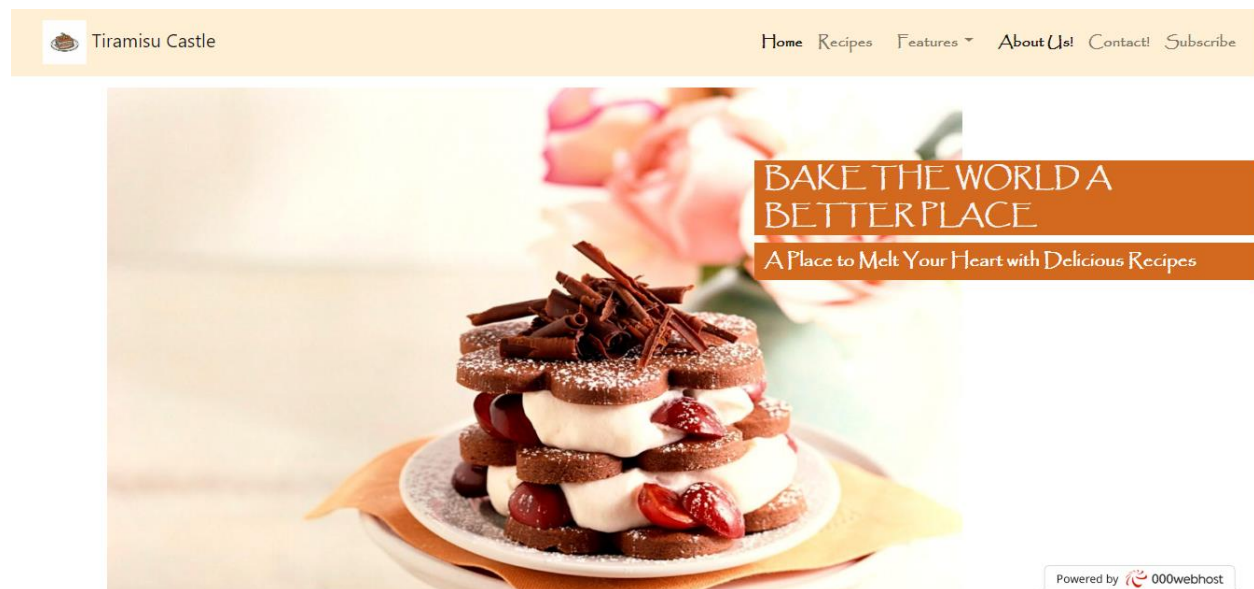 Tiramisu Castle
Home Recipes Features About Us! Contact! Subscribe
BAKE THE WORLD A
BETTER PLACE
A Place to Melt Your Heart with Delicious Recipes
Powered by 000webhost